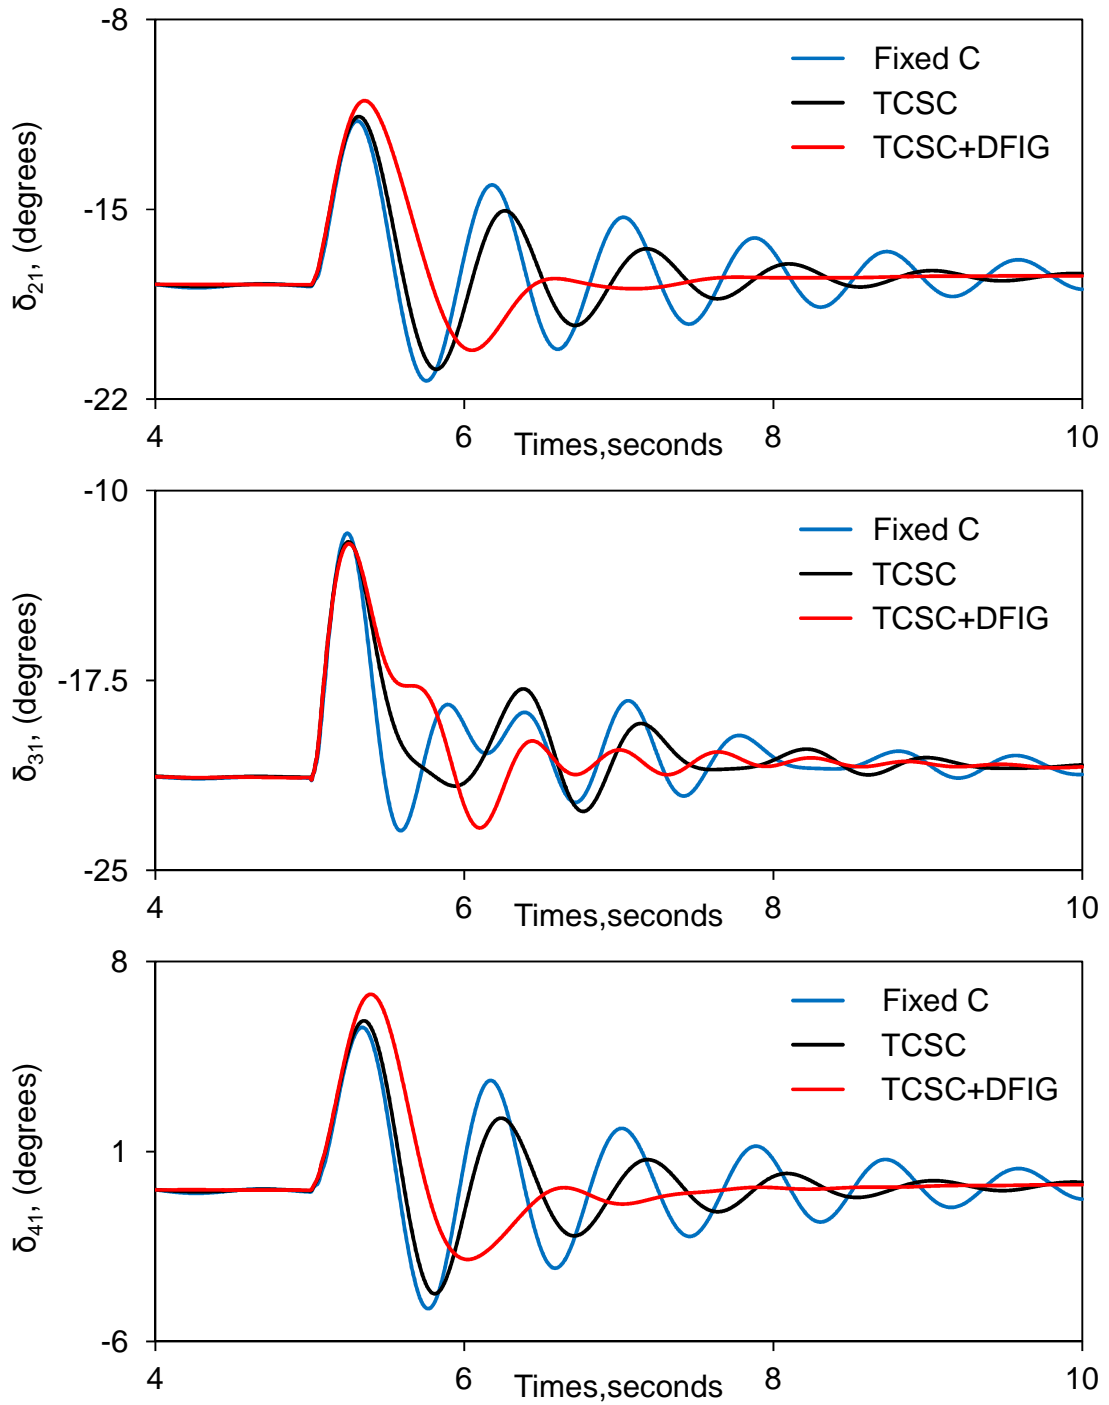 -8
Fixed C
TCSC
TCSC+DFIG
-15
-22
δ21, (degrees)
4
6
8
10
Times,seconds
-10
Fixed C
TCSC
TCSC+DFIG
-17.5
-25
δ31, (degrees)
4
6
8
10
Times,seconds
8
Fixed C
TCSC
TCSC+DFIG
1
-6
δ41, (degrees)
4
6
8
10
Times,seconds